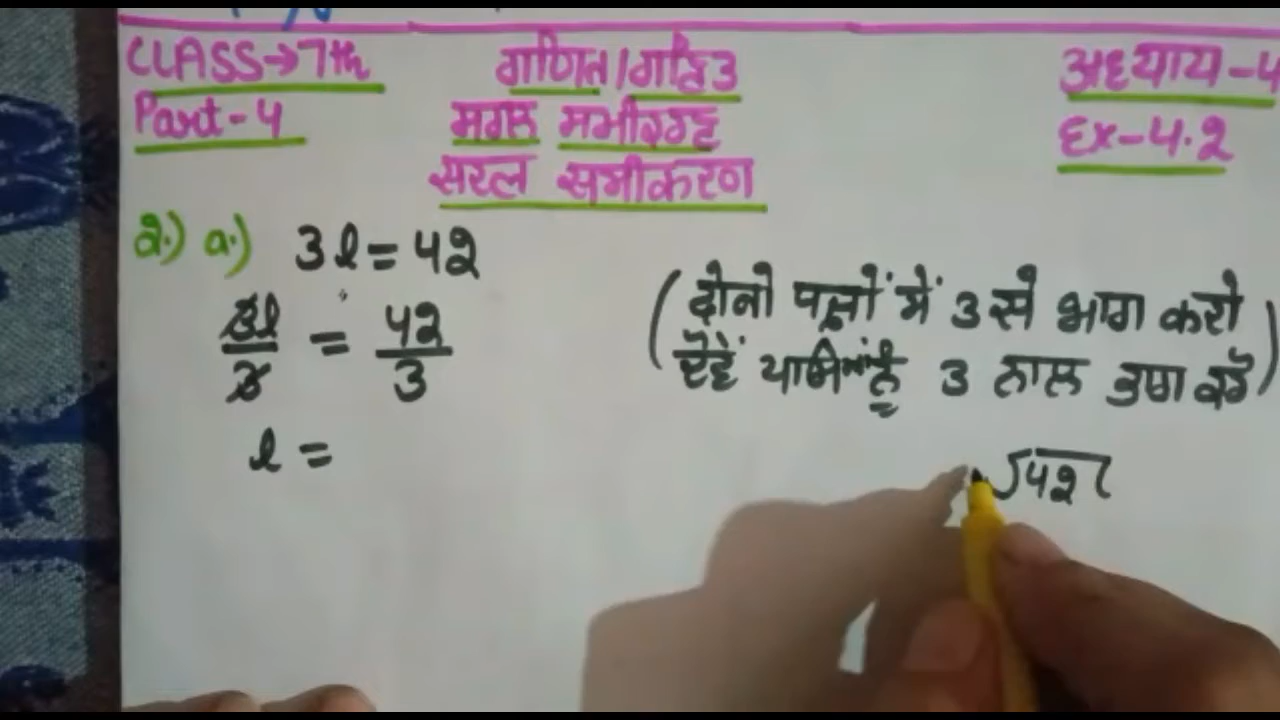 CLASS→7th गणित/ਗਣਿਤ अध्याय-4
Part-4 ਸਰਲ ਸਮੀਕਰਣ Ex-4.2
सरल समीकरण
2.) a.) 3l = 42
3l/3 = 42/3
(दोनो पक्षों में 3 से भाग करो
ਦੋਵੇਂ ਪਾਸਿਆਂ ਨੂੰ 3 ਨਾਲ ਭਾਗ ਕਰੋ)
l =
42